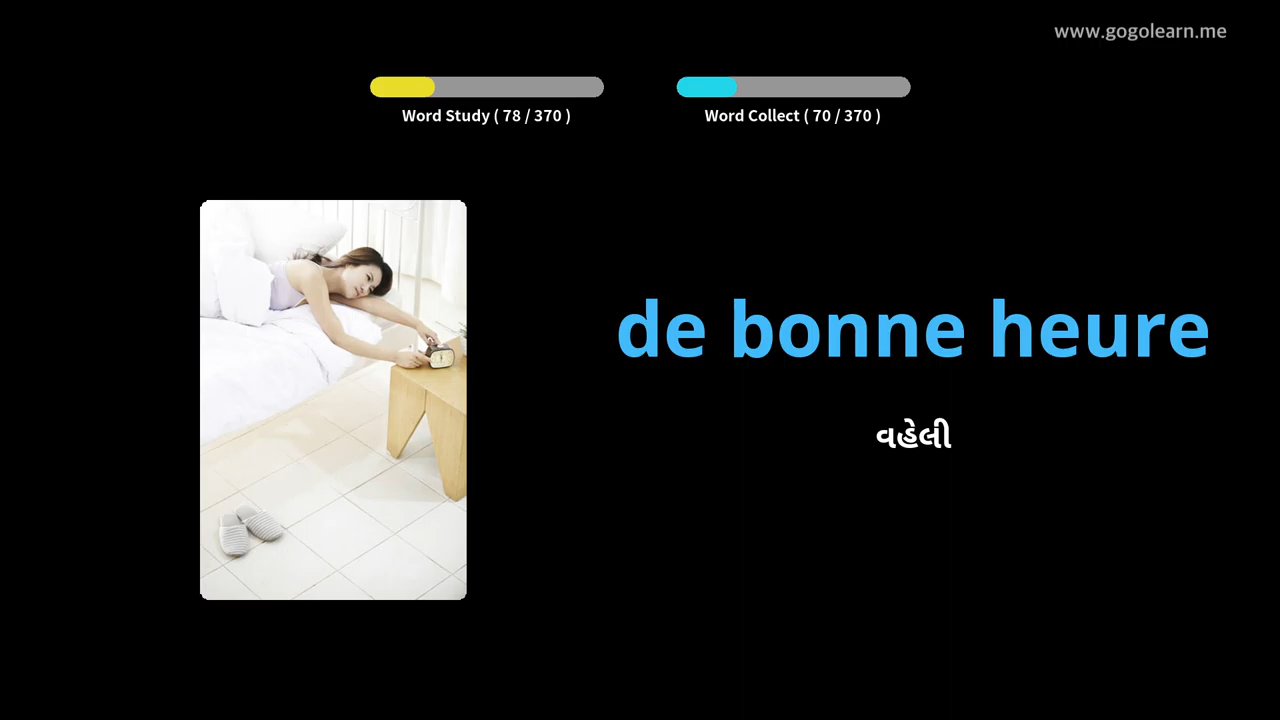 www.gogolearn.me
Word Study ( 78 / 370 )
Word Collect ( 70 / 370 )
de bonne heure
વહેલી